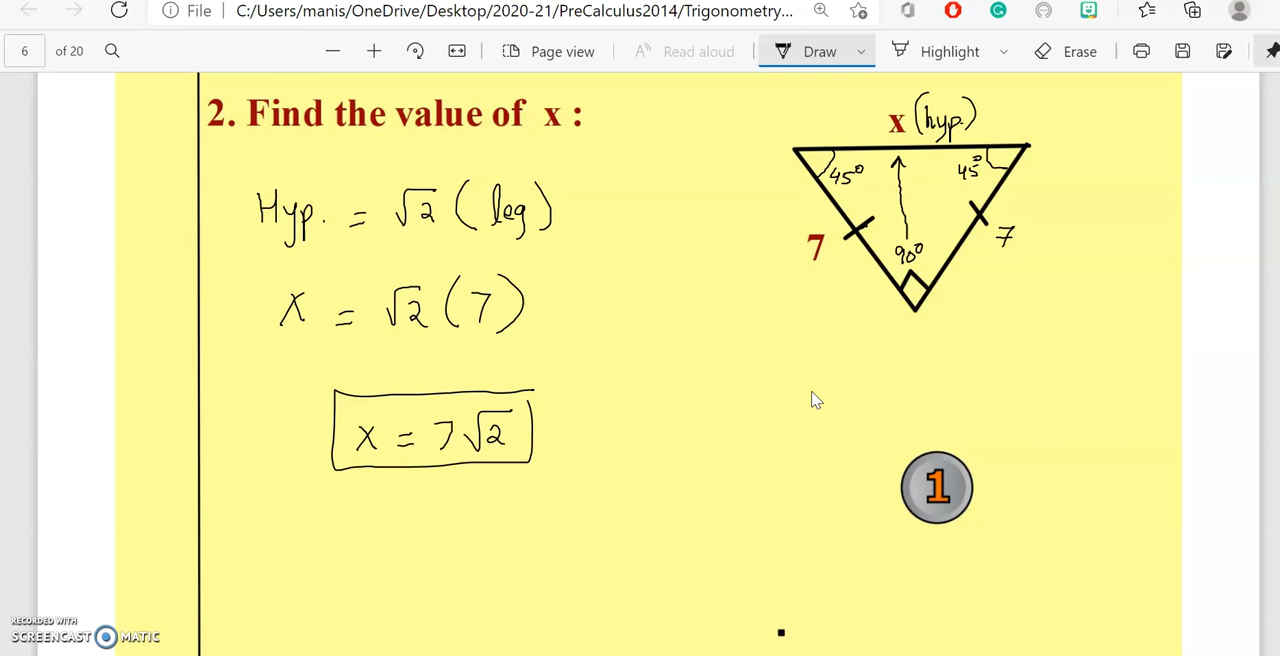 File C:/Users/manis/OneDrive/Desktop/2020-21/PreCalculus2014/Trigonometry...
6 of 20 Page view Read aloud Draw Highlight Erase
2. Find the value of x :
x (hyp.)
45° 45°
Hyp. = √2 (leg)
7 90° 7
x = √2 (7)
x = 7√2
1
RECORDED WITH
SCREENCAST MATIC